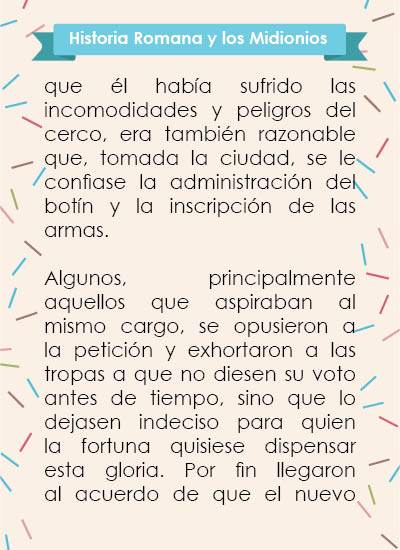 Historia Romana y los Midionios
que él había sufrido las
incomodidades y peligros del
cerco, era también razonable
que, tomada la ciudad, se le
confiase la administración del
botín y la inscripción de las
armas.
Algunos, principalmente
aquellos que aspiraban al
mismo cargo, se opusieron a
la petición y exhortaron a las
tropas a que no diesen su voto
antes de tiempo, sino que lo
dejasen indeciso para quien
la fortuna quisiese dispensar
esta gloria. Por fin llegaron
al acuerdo de que el nuevo